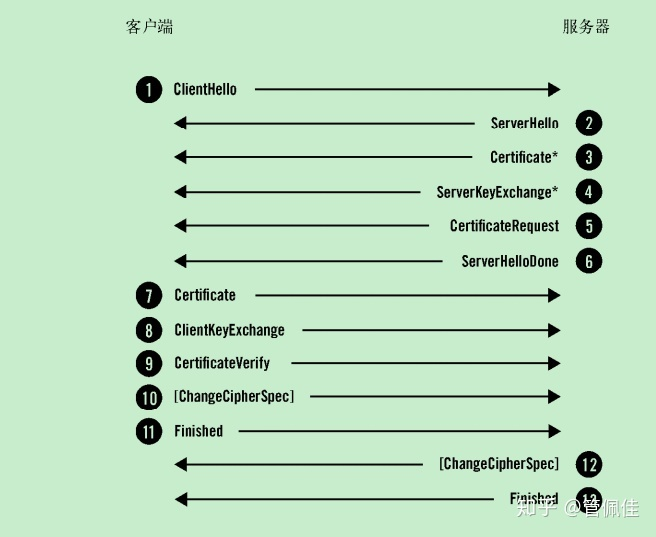 客户端 服务器
1 ClientHello
ServerHello 2
Certificate* 3
ServerKeyExchange* 4
CertificateRequest 5
ServerHelloDone 6
7 Certificate
8 ClientKeyExchange
9 CertificateVerify
10 [ChangeCipherSpec]
11 Finished
[ChangeCipherSpec] 12
Finished 13
知乎 @管佩佳